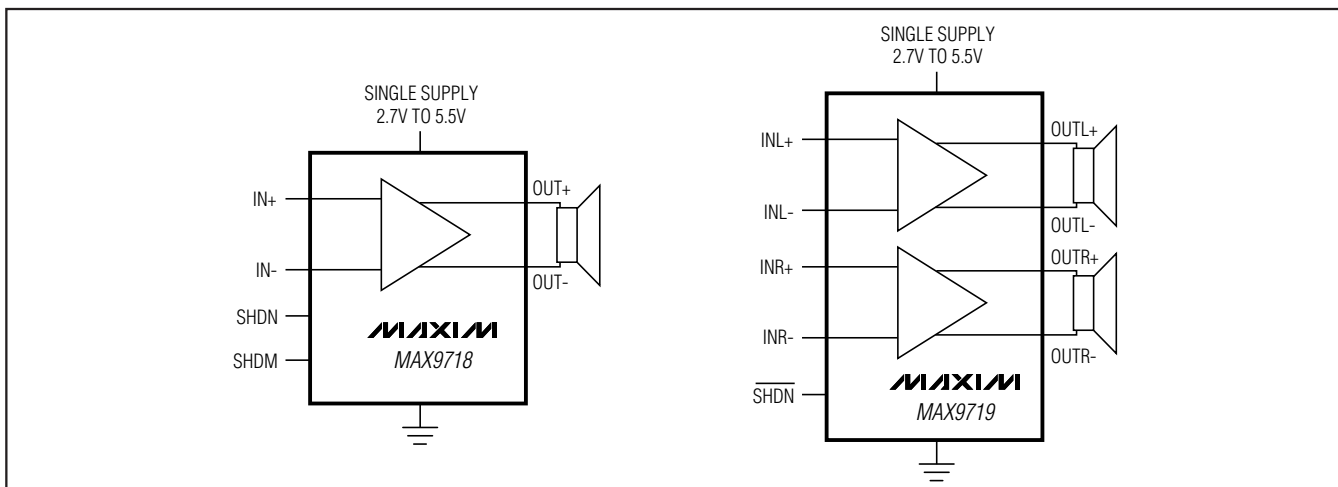 SINGLE SUPPLY
2.7V TO 5.5V
IN+
IN-
SHDN
SHDM
OUT+
OUT-
MAXIM
MAX9718
SINGLE SUPPLY
2.7V TO 5.5V
INL+
INL-
INR+
INR-
SHDN
OUTL+
OUTL-
OUTR+
OUTR-
MAXIM
MAX9719